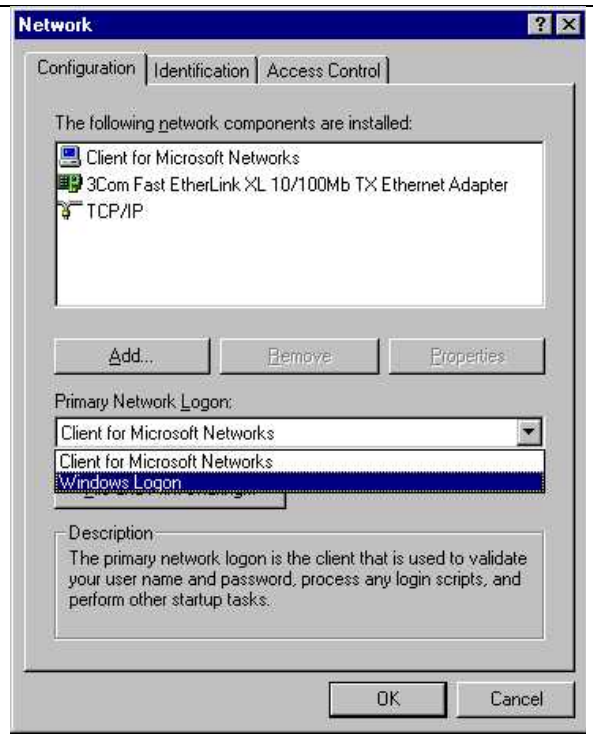 Network
Configuration Identification Access Control
The following network components are installed:
Client for Microsoft Networks
3Com Fast EtherLink XL 10/100Mb TX Ethernet Adapter
TCP/IP
Add... Remove Properties
Primary Network Logon:
Client for Microsoft Networks
Client for Microsoft Networks
Windows Logon
Description
The primary network logon is the client that is used to validate
your user name and password, process any login scripts, and
perform other startup tasks.
OK Cancel